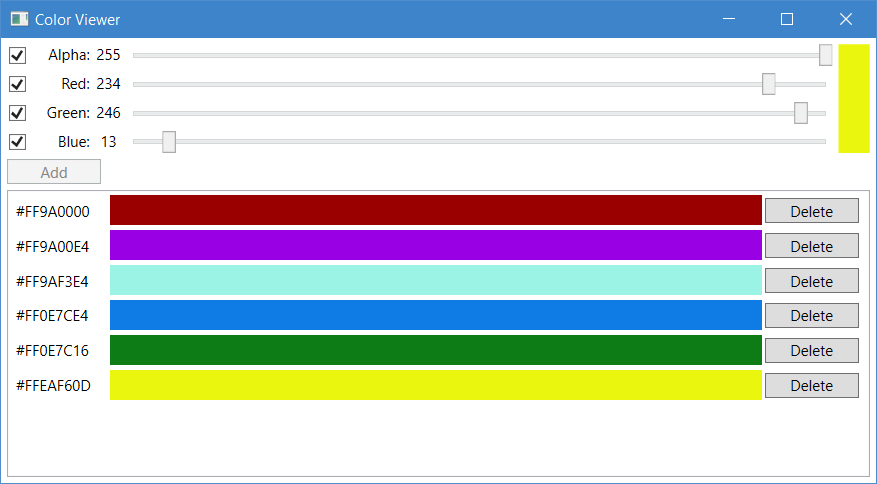 Color Viewer
Alpha: 255
Red: 234
Green: 246
Blue: 13
Add
#FF9A0000 Delete
#FF9A00E4 Delete
#FF9AF3E4 Delete
#FF0E7CE4 Delete
#FF0E7C16 Delete
#FFEAF60D Delete